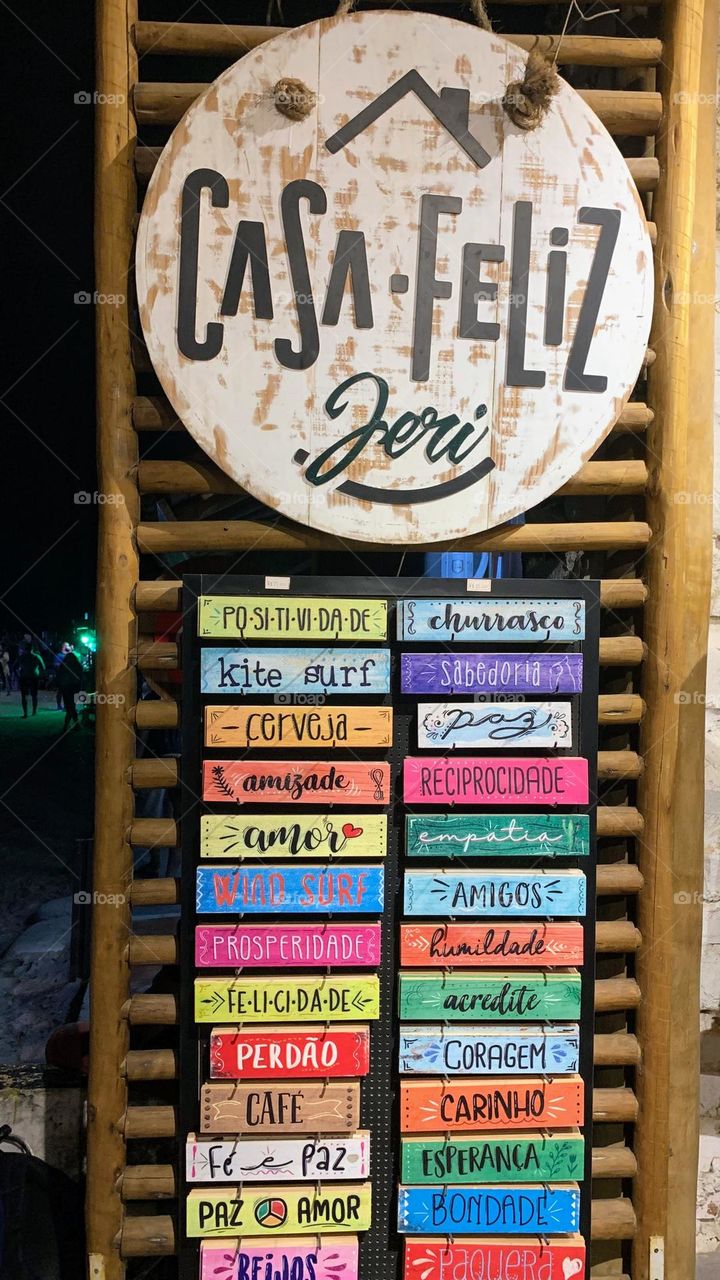 CASA·FELIZ
Jeri
PO·SI·TI·VI·DA·DE
kite surf
cerveja
amizade
amor
WIND SURF
PROSPERIDADE
FE·LI·CI·DA·DE
PERDÃO
CAFÉ
Fé e PAZ
PAZ AMOR
BEIJOS
churrasco
SABEDORIA
paz
RECIPROCIDADE
empatia
AMIGOS
humildade
acredite
CORAGEM
CARINHO
ESPERANÇA
BONDADE
PAQUERA